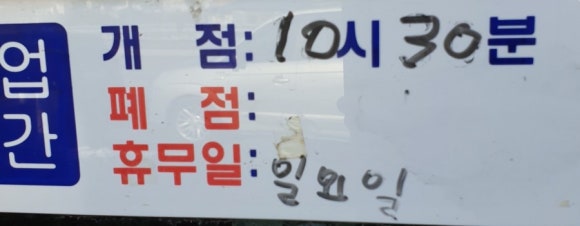 업
간
개 점: 10시 30분
폐 점:
휴무일: 일요일